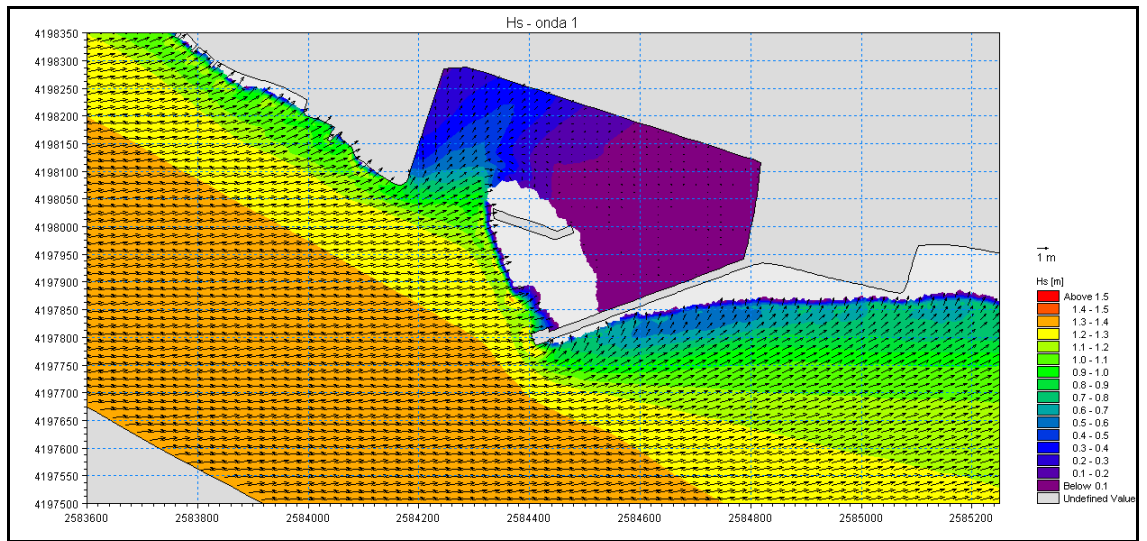 Hs - onda 1
4198350
4198300
4198250
4198200
4198150
4198100
4198050
4198000
4197950
4197900
4197850
4197800
4197750
4197700
4197650
4197600
4197550
4197500
2583600 2583800 2584000 2584200 2584400 2584600 2584800 2585000 2585200
1 m
Hs [m]
Above 1.5
1.4 - 1.5
1.3 - 1.4
1.2 - 1.3
1.1 - 1.2
1.0 - 1.1
0.9 - 1.0
0.8 - 0.9
0.7 - 0.8
0.6 - 0.7
0.5 - 0.6
0.4 - 0.5
0.3 - 0.4
0.2 - 0.3
0.1 - 0.2
Below 0.1
Undefined Value